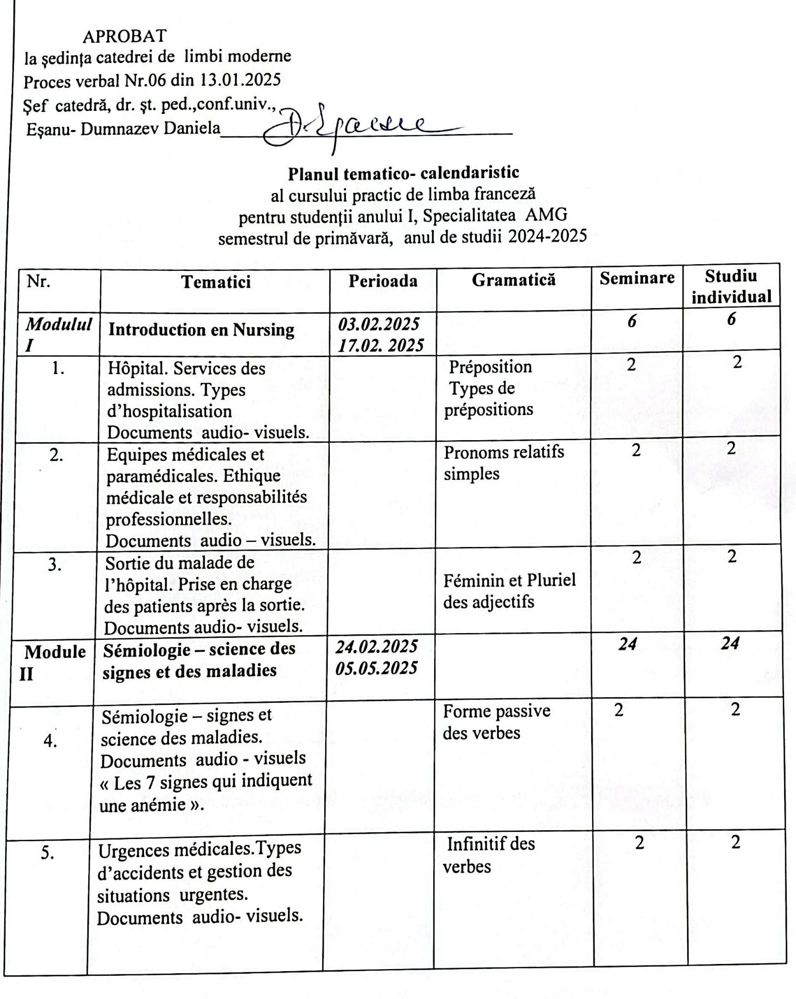 APROBAT
la ședința catedrei de limbi moderne
Proces verbal Nr.06 din 13.01.2025
Șef catedră, dr. șt. ped.,conf.univ.,
Eșanu- Dumnazev Daniela
Planul tematico- calendaristic
al cursului practic de limba franceză
pentru studenții anului I, Specialitatea AMG
semestrul de primăvară, anul de studii 2024-2025
Nr. Tematici Perioada Gramatică Seminare Studiu
individual
Modulul Introduction en Nursing 03.02.2025 6 6
I 17.02. 2025
1. Hôpital. Services des Préposition 2 2
admissions. Types Types de
d’hospitalisation prépositions
Documents audio- visuels.
2. Equipes médicales et Pronoms relatifs 2 2
paramédicales. Ethique simples
médicale et responsabilités
professionnelles.
Documents audio – visuels.
3. Sortie du malade de 2 2
l’hôpital. Prise en charge Féminin et Pluriel
des patients après la sortie. des adjectifs
Documents audio- visuels.
Module Sémiologie – science des 24.02.2025 24 24
II signes et des maladies 05.05.2025
Sémiologie – signes et Forme passive 2 2
4. science des maladies. des verbes
Documents audio - visuels
« Les 7 signes qui indiquent
une anémie ».
5. Urgences médicales.Types Infinitif des 2 2
d’accidents et gestion des verbes
situations urgentes.
Documents audio- visuels.